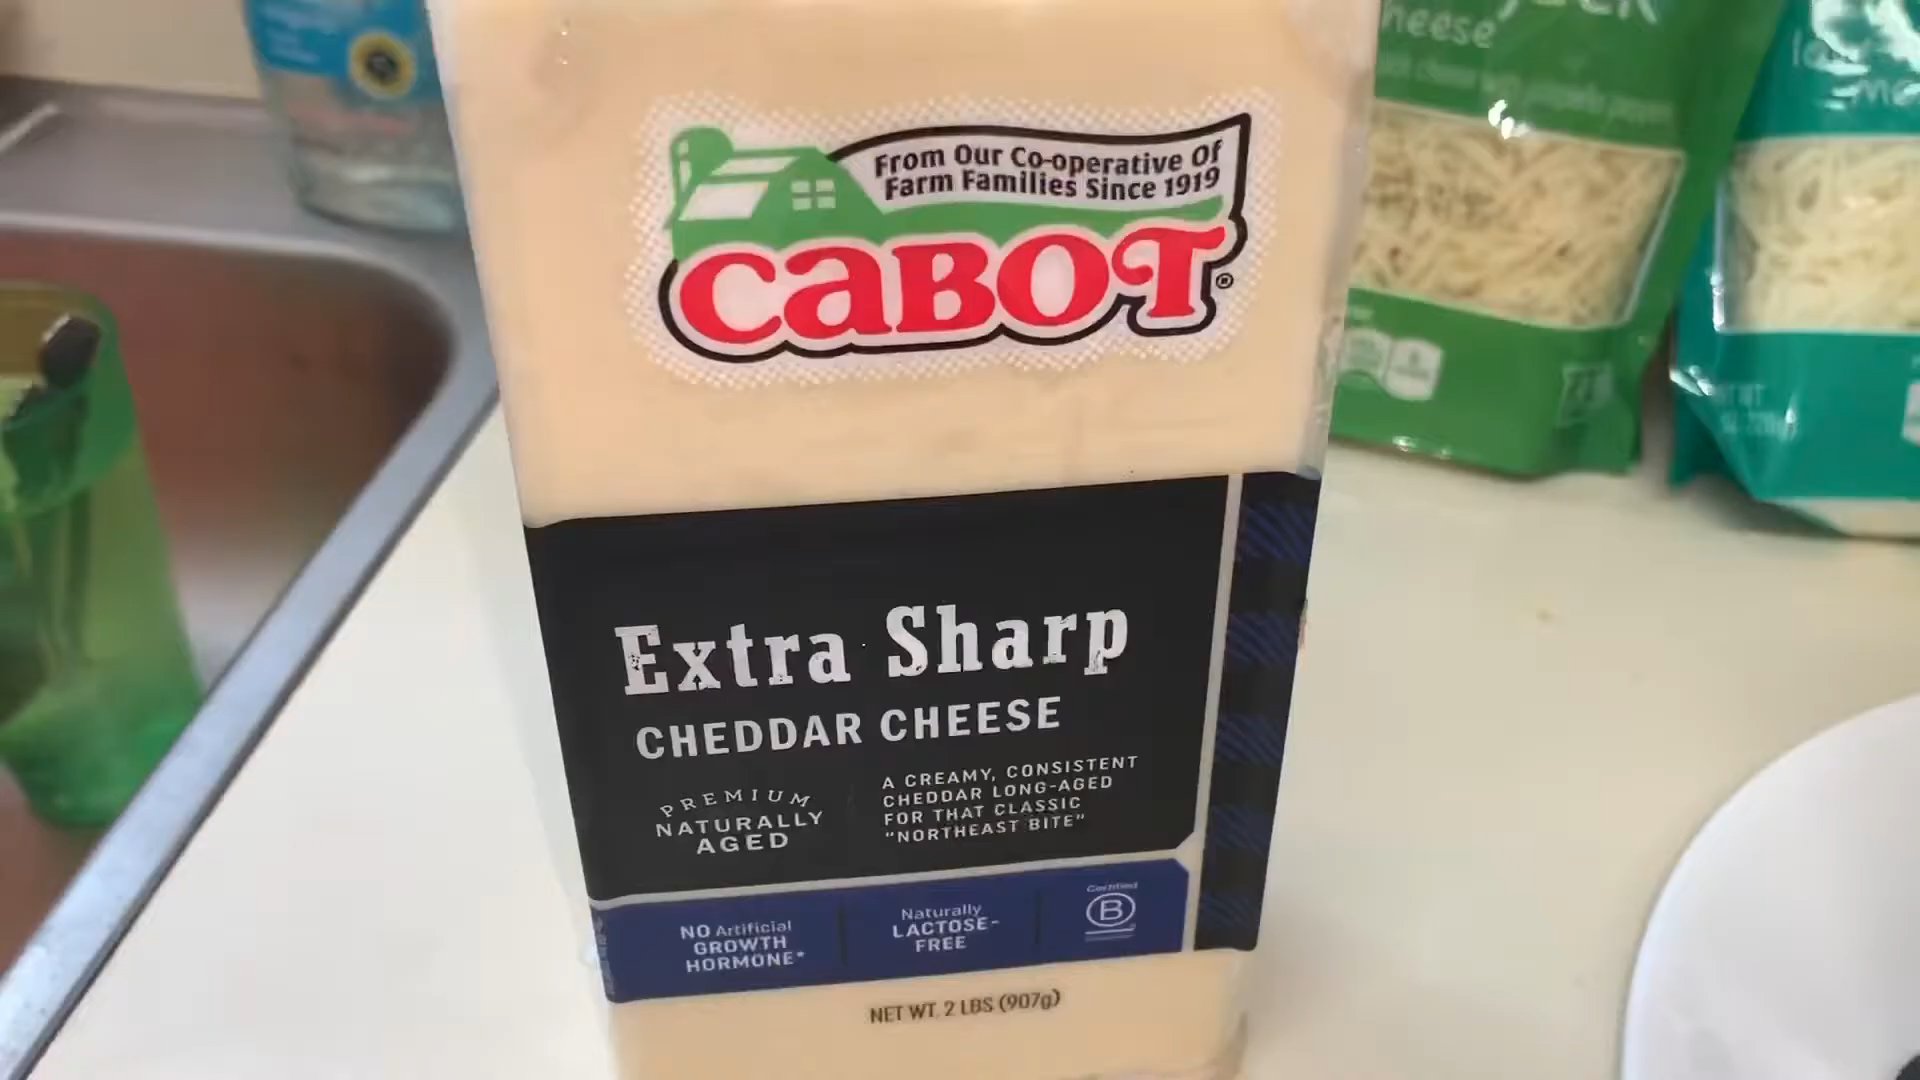 From Our Co-operative Of
Farm Families Since 1919
CABOT®
Extra Sharp
CHEDDAR CHEESE
PREMIUM
NATURALLY
AGED
A CREAMY, CONSISTENT
CHEDDAR LONG-AGED
FOR THAT CLASSIC
"NORTHEAST BITE"
NO Artificial
GROWTH
HORMONE*
Naturally
LACTOSE-
FREE
Certified
B
NET WT. 2 LBS (907g)
heese